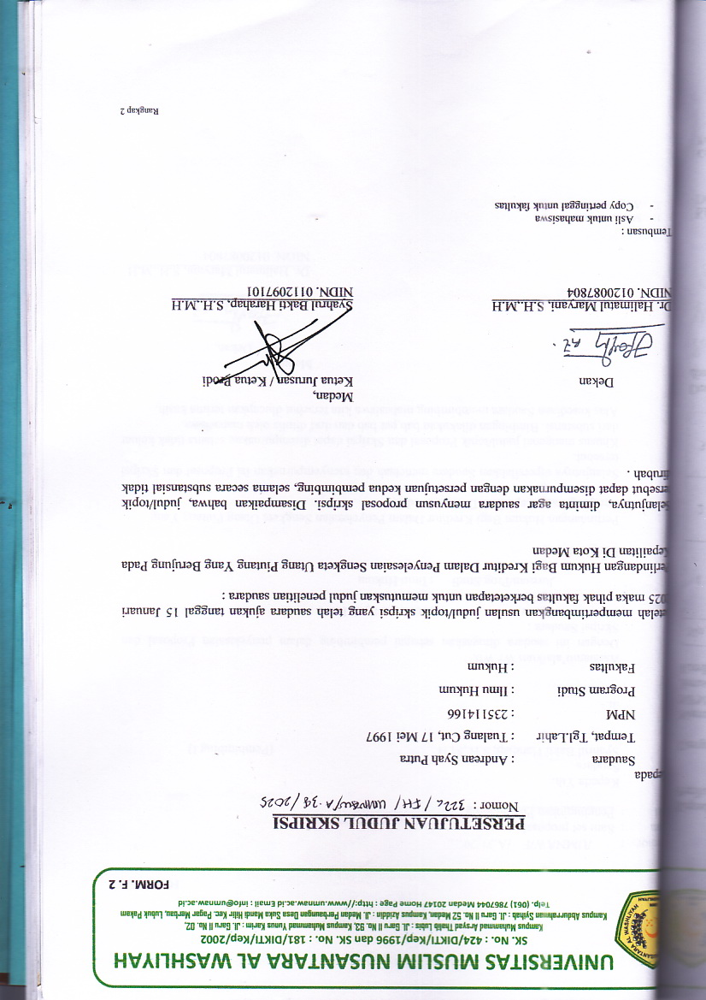 UNIVERSITAS MUSLIM NUSANTARA AL WASHLIYAH
SK. No. : 424/DIKTI/Kep/1996 dan SK. No. : 181/DIKTI/Kep/2002
Kampus Muhammad Arsyad Thalib Lubis : Jl. Garu II No. 93, Kampus Muhammad Yunus Karim : Jl. Garu II No. 02,
Kampus Abdurrahman Syihab : Jl. Garu II No. 52 Medan, Kampus Aziddin : Jl. Medan Perbaungan Desa Suka Mandi Hilir Kec. Pagar Merbau, Lubuk Pakam
Telp. (061) 7867044 Medan 20147 Home Page : http://www.umnaw.ac.id Email : info@umnaw.ac.id
FORM. F. 2
PERSETUJUAN JUDUL SKRIPSI
Nomor : 322c / FH / UMNAW / A.38 / 2025
epada
Saudara : Andrean Syah Putra
Tempat, Tgl.Lahir : Tualang Cut, 17 Mei 1997
NPM : 235114166
Program Studi : Ilmu Hukum
Fakultas : Hukum
etelah mempertimbangkan usulan judul/topik skripsi yang telah saudara ajukan tanggal 15 Januari
025 maka pihak fakultas berketetapan untuk memutuskan judul penelitian saudara :
erlindangan Hukum Bagi Kreditur Dalam Penyelesaian Sengketa Utang Piutang Yang Berujung Pada
Kepailitan Di Kota Medan
elanjutnya, diminta agar saudara menyusun proposal skripsi. Disampaikan bahwa, judul/topik
ersebut dapat disempurnakan dengan persetujuan kedua pembimbing, selama secara substansial tidak
irubah .
Medan,
Dekan
Ketua Jurusan / Ketua Prodi
Dr. Halimatul Maryani, S.H.,M.H
NIDN. 0120087804
Syahrul Bakti Harahap, S.H.,M.H
NIDN. 0112097101
Tembusan :
- Asli untuk mahasiswa
- Copy pertinggal untuk fakultas
Rangkap 2